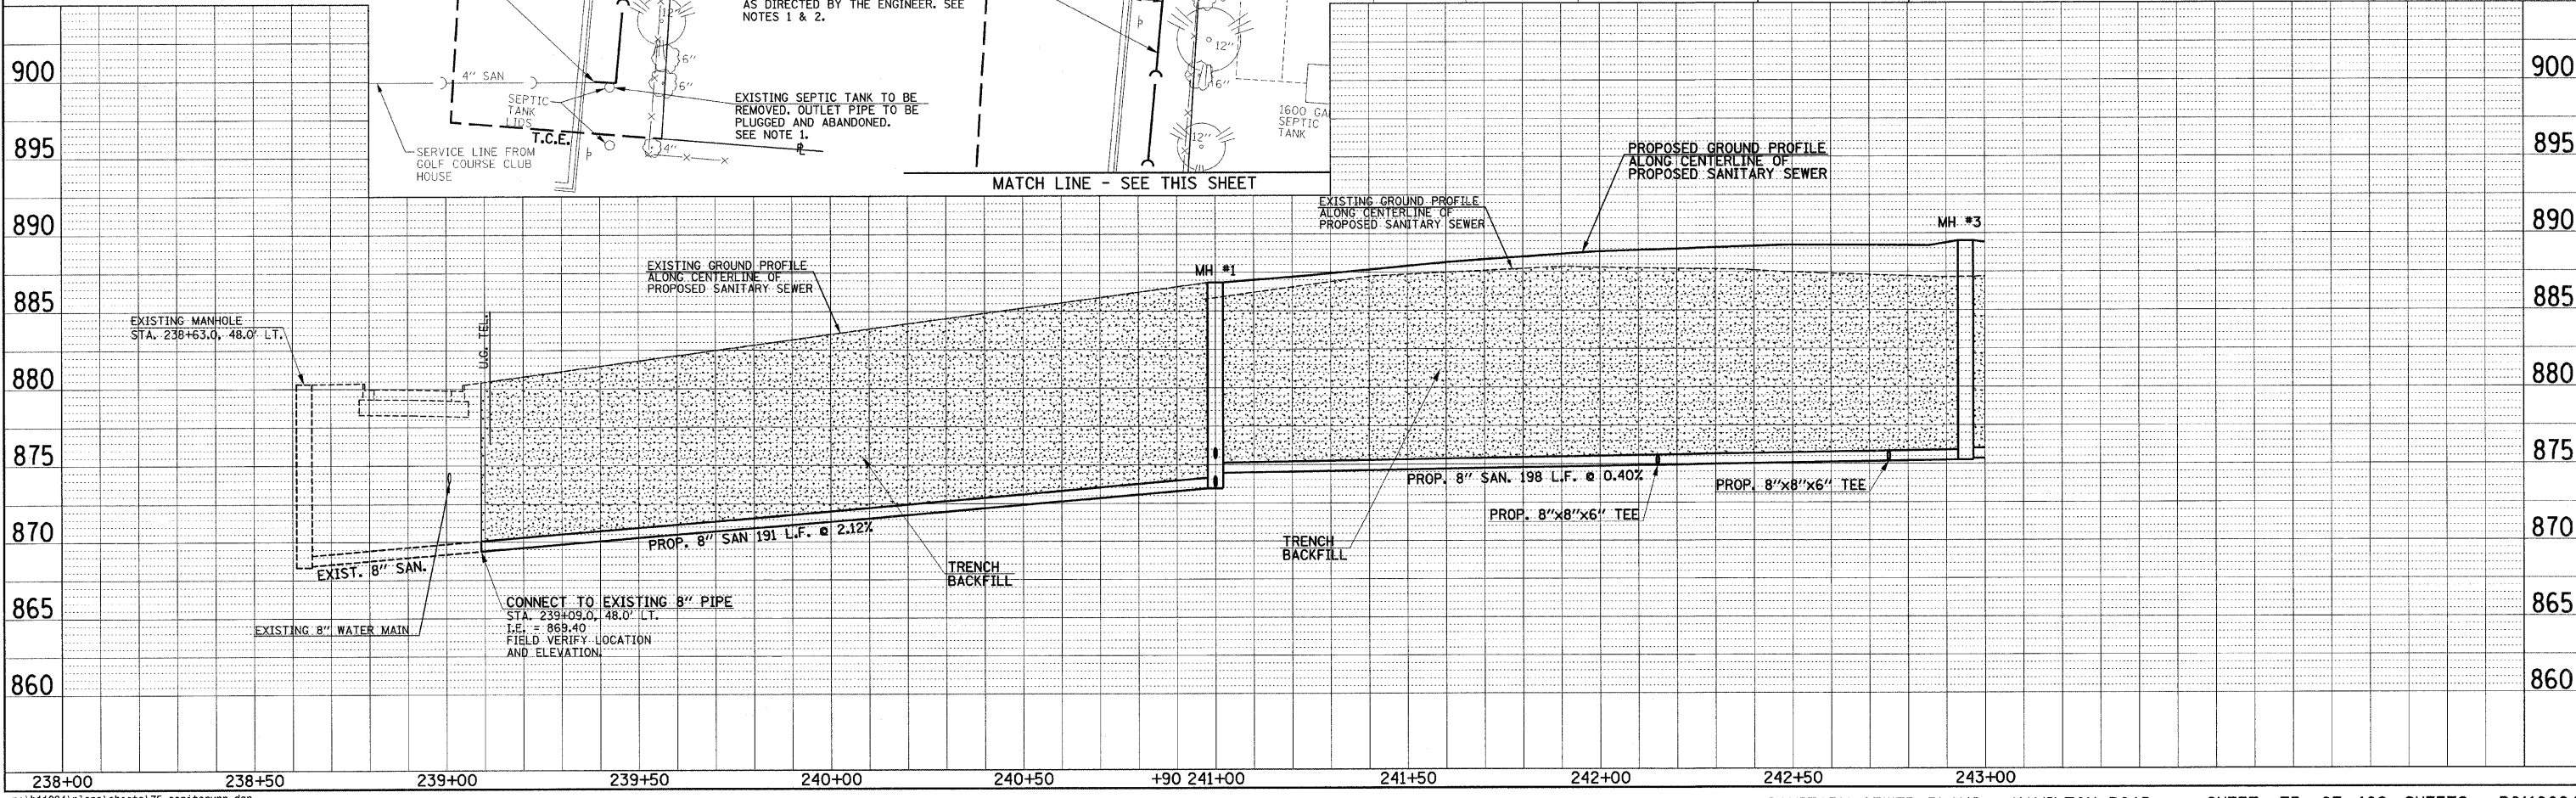 AS DIRECTED BY THE ENGINEER. SEE
NOTES 1 & 2.
12"
6"
6"
4" SAN
SEPTIC
TANK
LIDS
T.C.E.
4"
EXISTING SEPTIC TANK TO BE
REMOVED. OUTLET PIPE TO BE
PLUGGED AND ABANDONED.
SEE NOTE 1.
SERVICE LINE FROM
GOLF COURSE CLUB
HOUSE
12"
6"
12"
1600 GA
SEPTIC
TANK
MATCH LINE - SEE THIS SHEET
900
895
890
885
880
875
870
865
860
900
895
890
885
880
875
870
865
860
PROPOSED GROUND PROFILE
ALONG CENTERLINE OF
PROPOSED SANITARY SEWER
EXISTING GROUND PROFILE
ALONG CENTERLINE OF
PROPOSED SANITARY SEWER
MH #3
EXISTING GROUND PROFILE
ALONG CENTERLINE OF
PROPOSED SANITARY SEWER
MH #1
EXISTING MANHOLE
STA. 238+63.0, 48.0' LT.
U.G. TEL.
PROP. 8" SAN. 198 L.F. @ 0.40%
PROP. 8"x8"x6" TEE
PROP. 8"x8"x6" TEE
PROP. 8" SAN 191 L.F. @ 2.12%
TRENCH
BACKFILL
TRENCH
BACKFILL
EXIST. 8" SAN.
CONNECT TO EXISTING 8" PIPE
STA. 239+09.0, 48.0' LT.
I.E. = 869.40
FIELD VERIFY LOCATION
AND ELEVATION.
EXISTING 8" WATER MAIN
238+00
238+50
239+00
239+50
240+00
240+50
+90 241+00
241+50
242+00
242+50
243+00